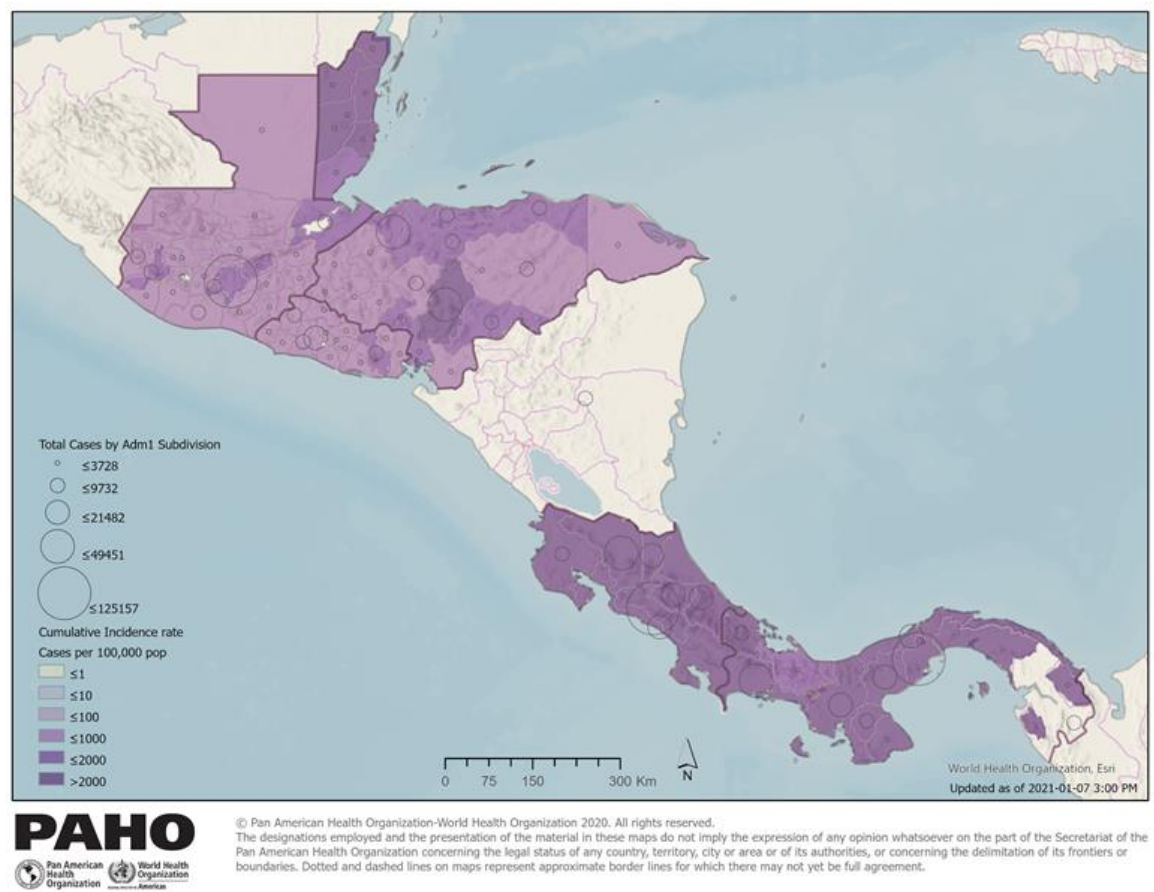 Total Cases by Adm1 Subdivision
≤3728
≤9732
≤21482
≤49451
≤125157
Cumulative Incidence rate
Cases per 100,000 pop
≤1
≤10
≤100
≤1000
≤2000
>2000
0 75 150 300 Km
N
World Health Organization, Esri
Updated as of 2021-01-07 3:00 PM
PAHO
Pan American
Health
Organization
World Health
Organization
Americas
© Pan American Health Organization-World Health Organization 2020. All rights reserved.
The designations employed and the presentation of the material in these maps do not imply the expression of any opinion whatsoever on the part of the Secretariat of the
Pan American Health Organization concerning the legal status of any country, territory, city or area or of its authorities, or concerning the delimitation of its frontiers or
boundaries. Dotted and dashed lines on maps represent approximate border lines for which there may not yet be full agreement.